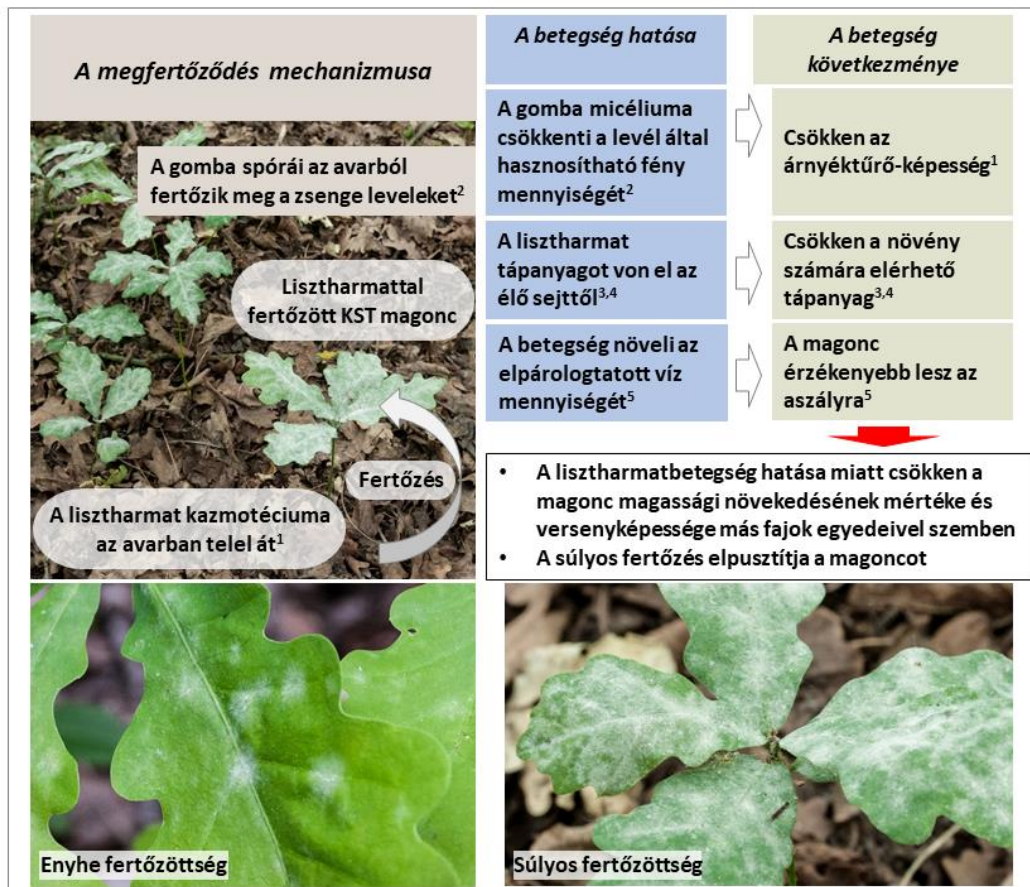 A megfertőződés mechanizmusa
A gomba spórái az avarból
fertőzik meg a zsenge leveleket2
Lisztharmattal
fertőzött KST magonc
Fertőzés
A lisztharmat kazmotéciuma
az avarban telel át1
A betegség hatása
A betegség
következménye
A gomba micéliuma
csökkenti a levél által
hasznosítható fény
mennyiségét2
Csökken az
árnyéktűrő-képesség1
A lisztharmat
tápanyagot von el az
élő sejttől3,4
Csökken a növény
számára elérhető
tápanyag3,4
A betegség növeli az
elpárologtatott víz
mennyiségét5
A magonc
érzékenyebb lesz az
aszályra5
• A lisztharmatbetegség hatása miatt csökken a
magonc magassági növekedésének mértéke és
versenyképessége más fajok egyedeivel szemben
• A súlyos fertőzés elpusztítja a magoncot
Enyhe fertőzöttség
Súlyos fertőzöttség